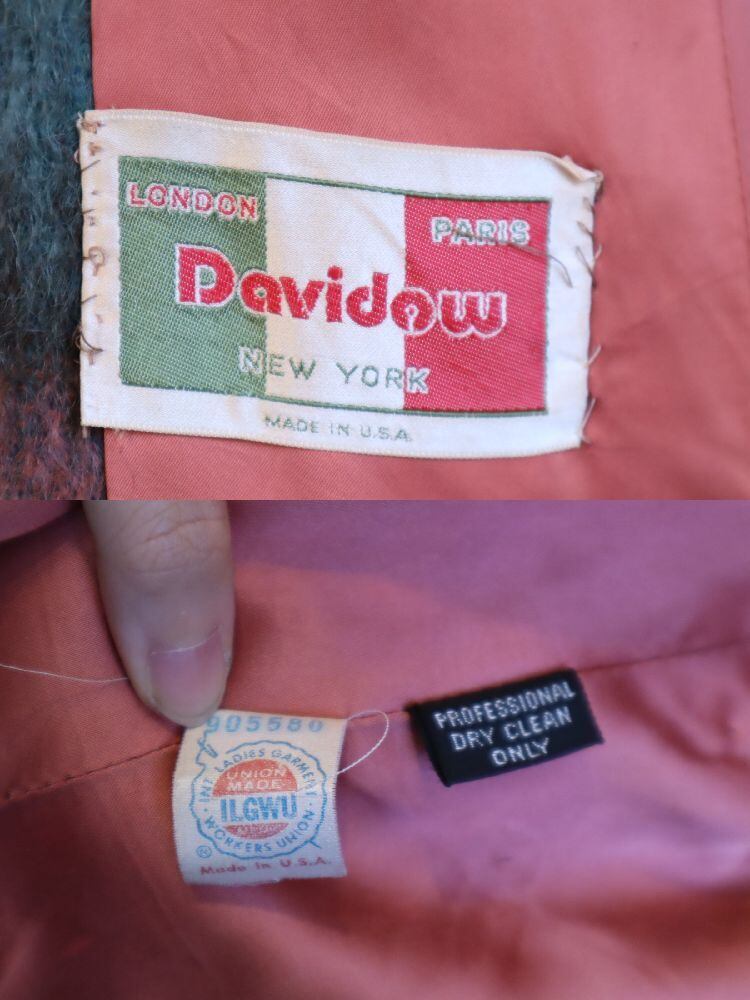 LONDON
PARIS
Davidow
NEW YORK
MADE IN U.S.A.
905580
INT. LADIES GARMENT
UNION
MADE
ILGWU
WORKERS UNION
®
Made in U.S.A.
PROFESSIONAL
DRY CLEAN
ONLY